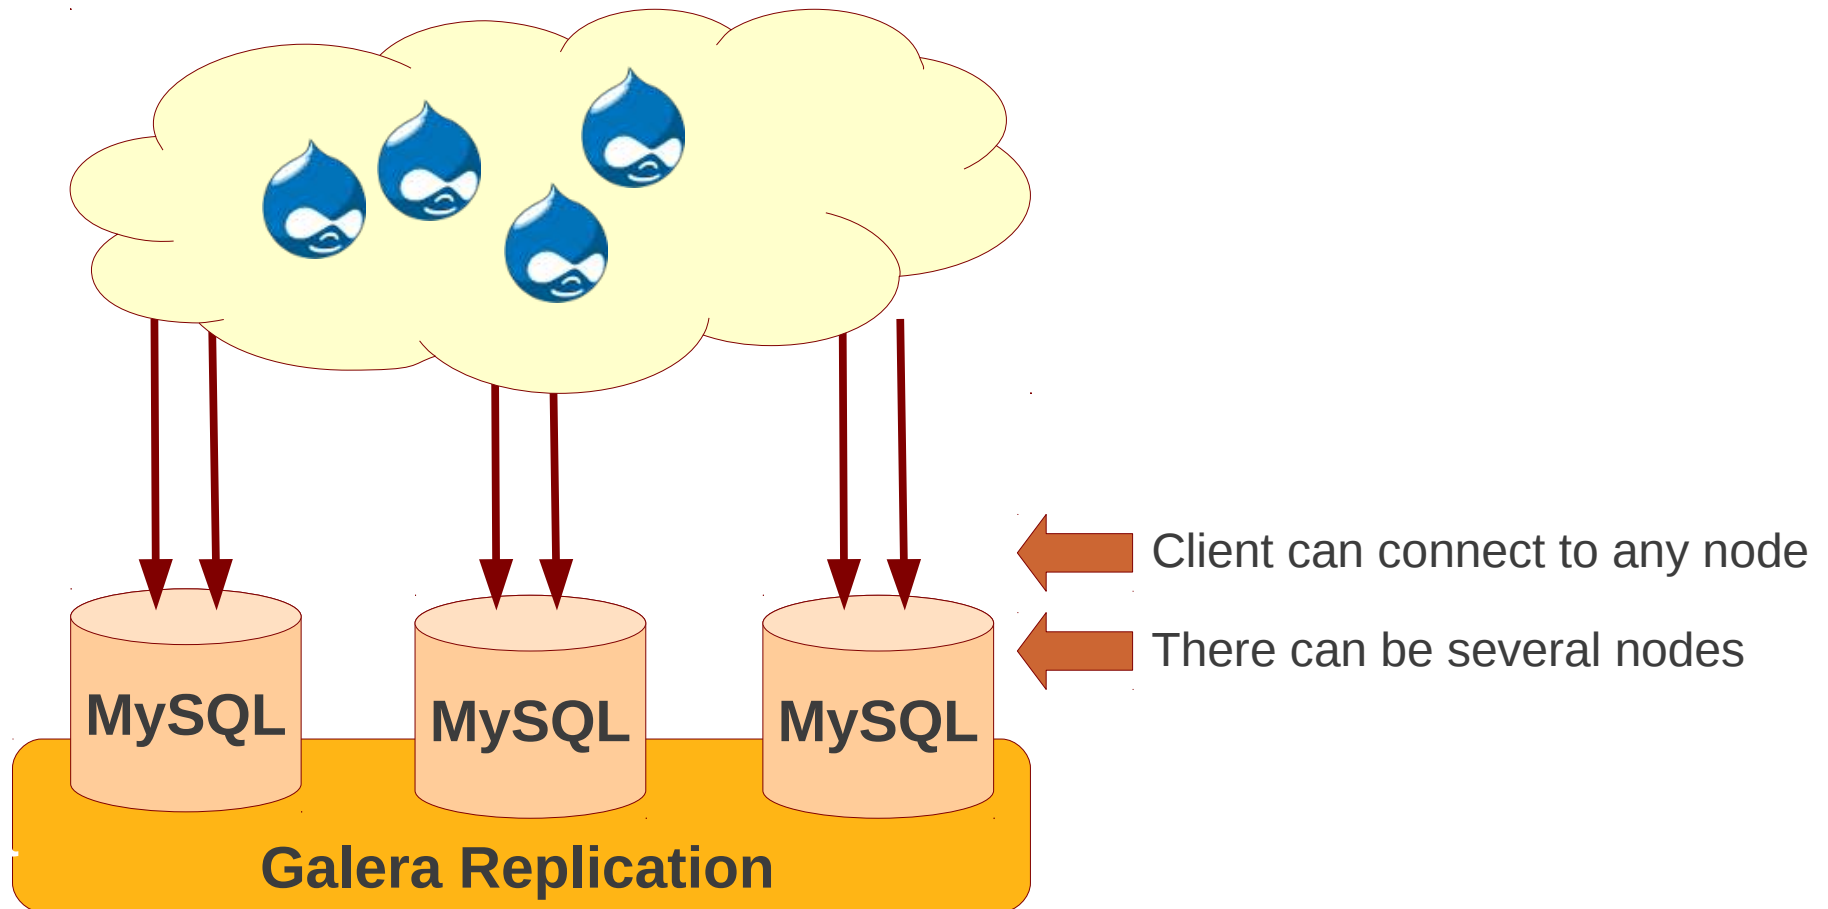 Client can connect to any node
There can be several nodes
MySQL
MySQL
MySQL
Galera Replication